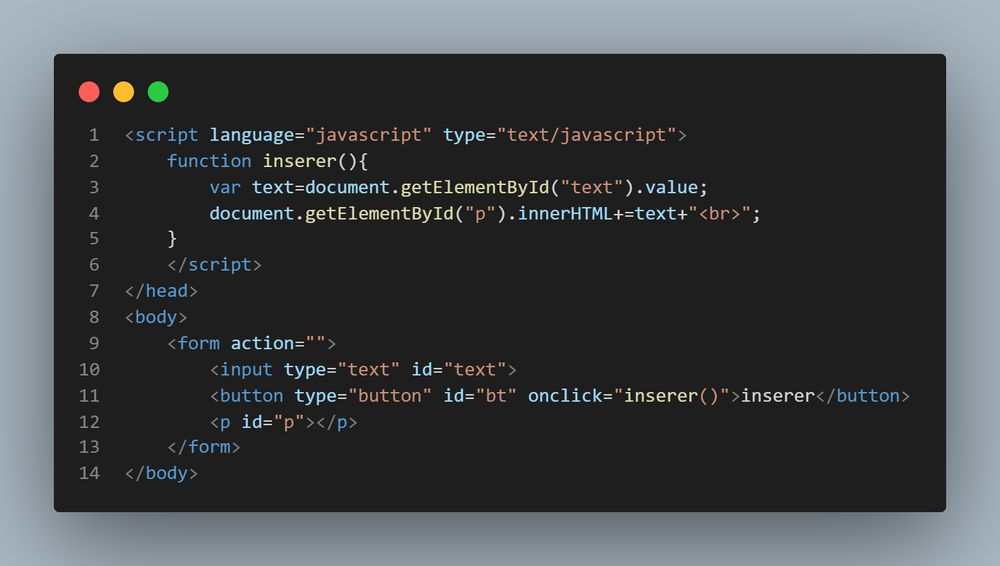 1 <script language="javascript" type="text/javascript">
2     function inserer(){
3         var text=document.getElementById("text").value;
4         document.getElementById("p").innerHTML+=text+"<br>";
5     }
6     </script>
7 </head>
8 <body>
9     <form action="">
10         <input type="text" id="text">
11         <button type="button" id="bt" onclick="inserer()">inserer</button>
12         <p id="p"></p>
13     </form>
14 </body>